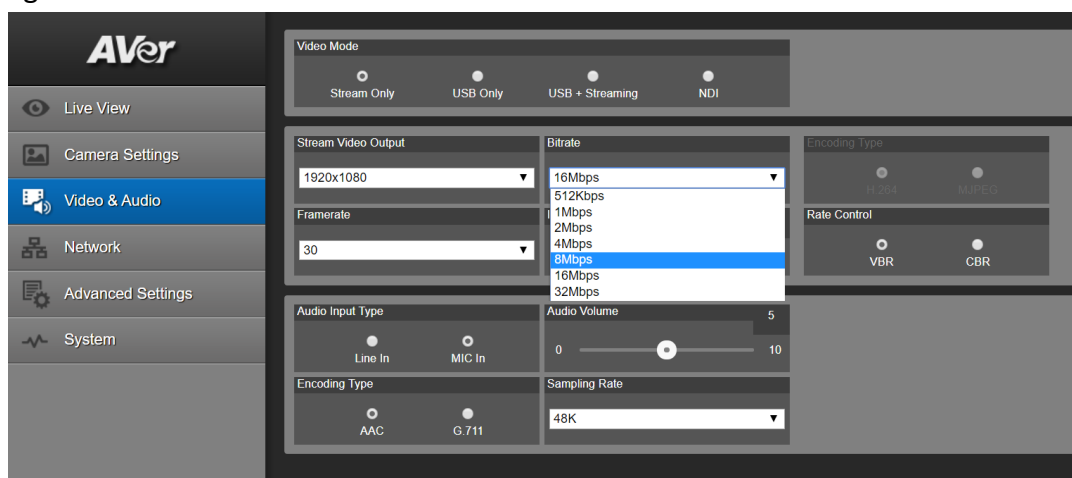 AVer
Live View
Camera Settings
Video & Audio
Network
Advanced Settings
System
Video Mode
Stream Only
USB Only
USB + Streaming
NDI
Stream Video Output
1920x1080
Bitrate
16Mbps
512Kbps
1Mbps
2Mbps
4Mbps
8Mbps
16Mbps
32Mbps
Encoding Type
H.264
MJPEG
Framerate
30
Rate Control
VBR
CBR
Audio Input Type
Line In
MIC In
Audio Volume
5
0
10
Encoding Type
AAC
G.711
Sampling Rate
48K